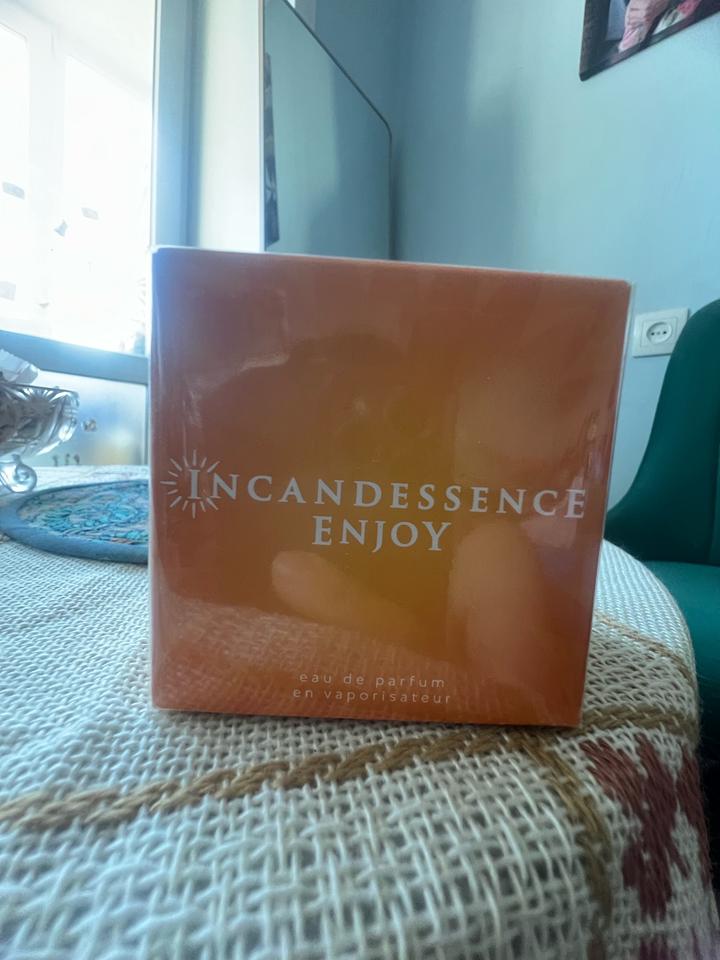 INCANDESSENCE
ENJOY
eau de parfum
en vaporisateur